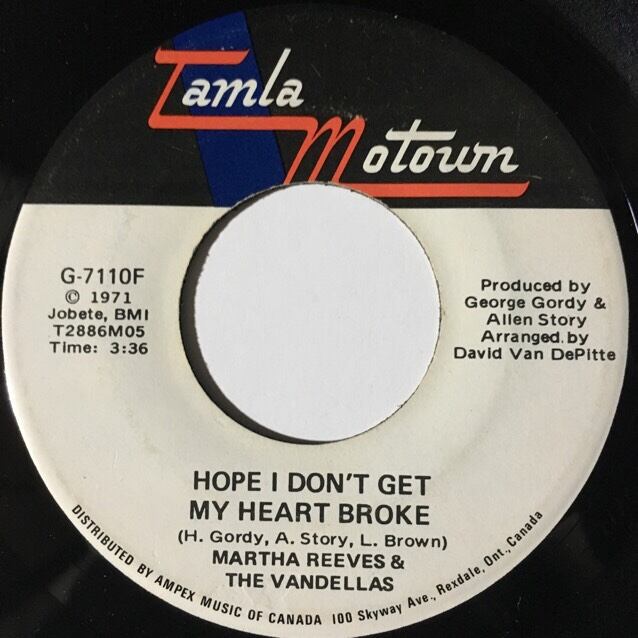 Tamla
Motown
G-7110F
© 1971
Jobete, BMI
T2886M05
Time: 3:36
Produced by
George Gordy &
Allen Story
Arranged. by
David Van DePitte
HOPE I DON'T GET
MY HEART BROKE
(H. Gordy, A. Story, L. Brown)
MARTHA REEVES &
THE VANDELLAS
DISTRIBUTED BY AMPEX MUSIC OF CANADA 100 Skyway Ave., Rexdale, Ont., Canada